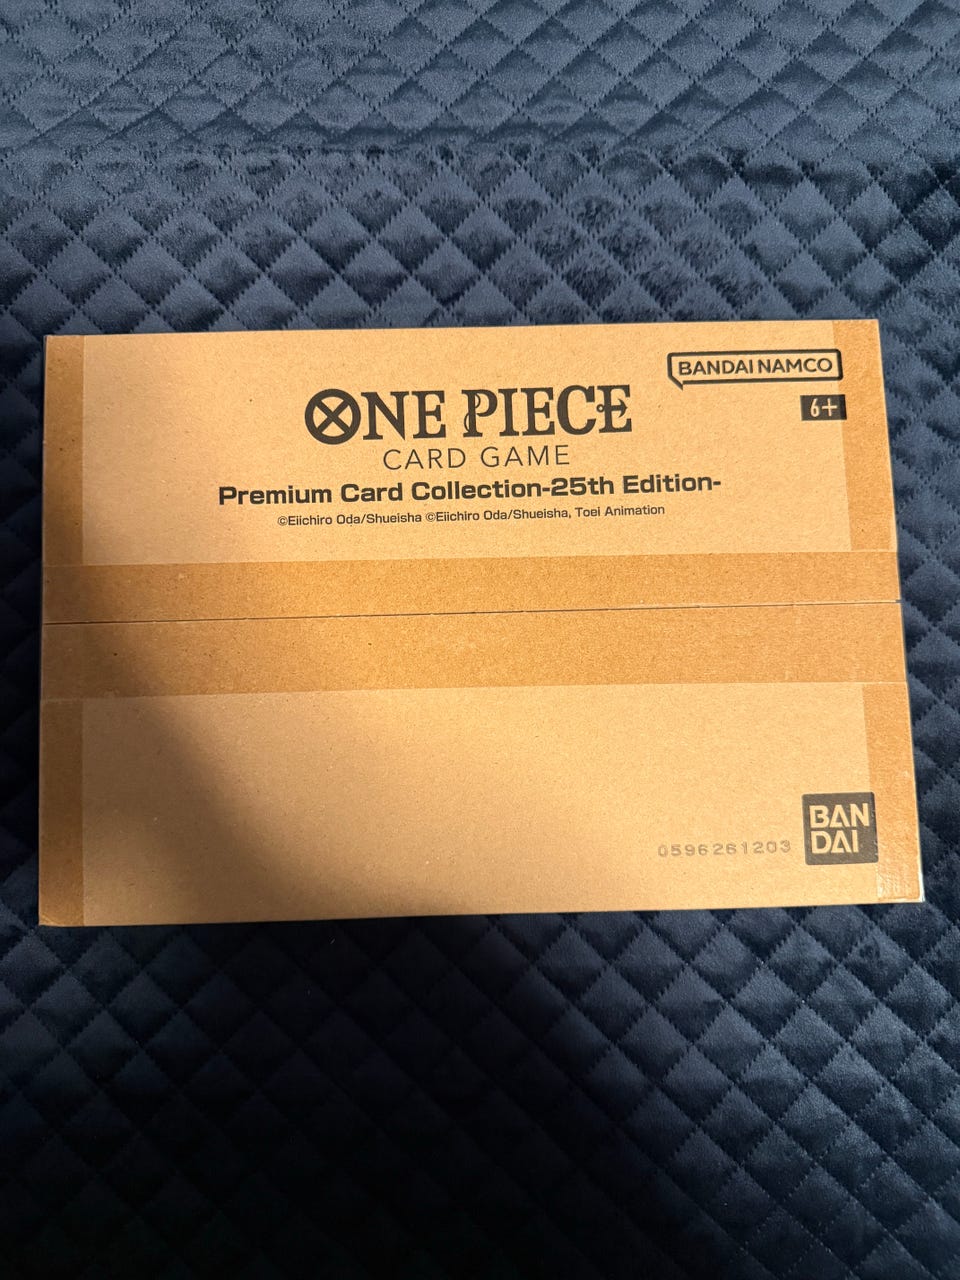 BANDAI NAMCO
6+
ONE PIECE
CARD GAME
Premium Card Collection-25th Edition-
©Eiichiro Oda/Shueisha ©Eiichiro Oda/Shueisha, Toei Animation
0596261203
BAN
DAI